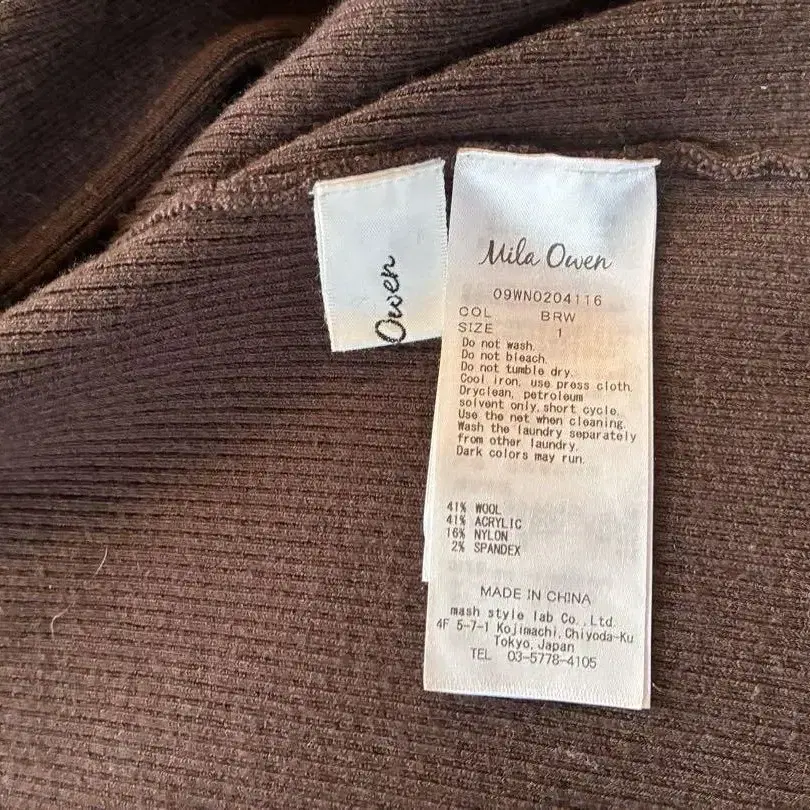 Owen
Mila Owen
09WN0204116
COL BRW
SIZE 1
Do not wash.
Do not bleach.
Do not tumble dry.
Cool iron, use press cloth.
Dryclean, petroleum
solvent only, short cycle.
Use the net when cleaning.
Wash the laundry separately
from other laundry.
Dark colors may run.
41% WOOL
41% ACRYLIC
16% NYLON
2% SPANDEX
MADE IN CHINA
mash style lab Co., Ltd.
4F 5-7-1 Kojimachi, Chiyoda-Ku
Tokyo, Japan
TEL 03-5778-4105